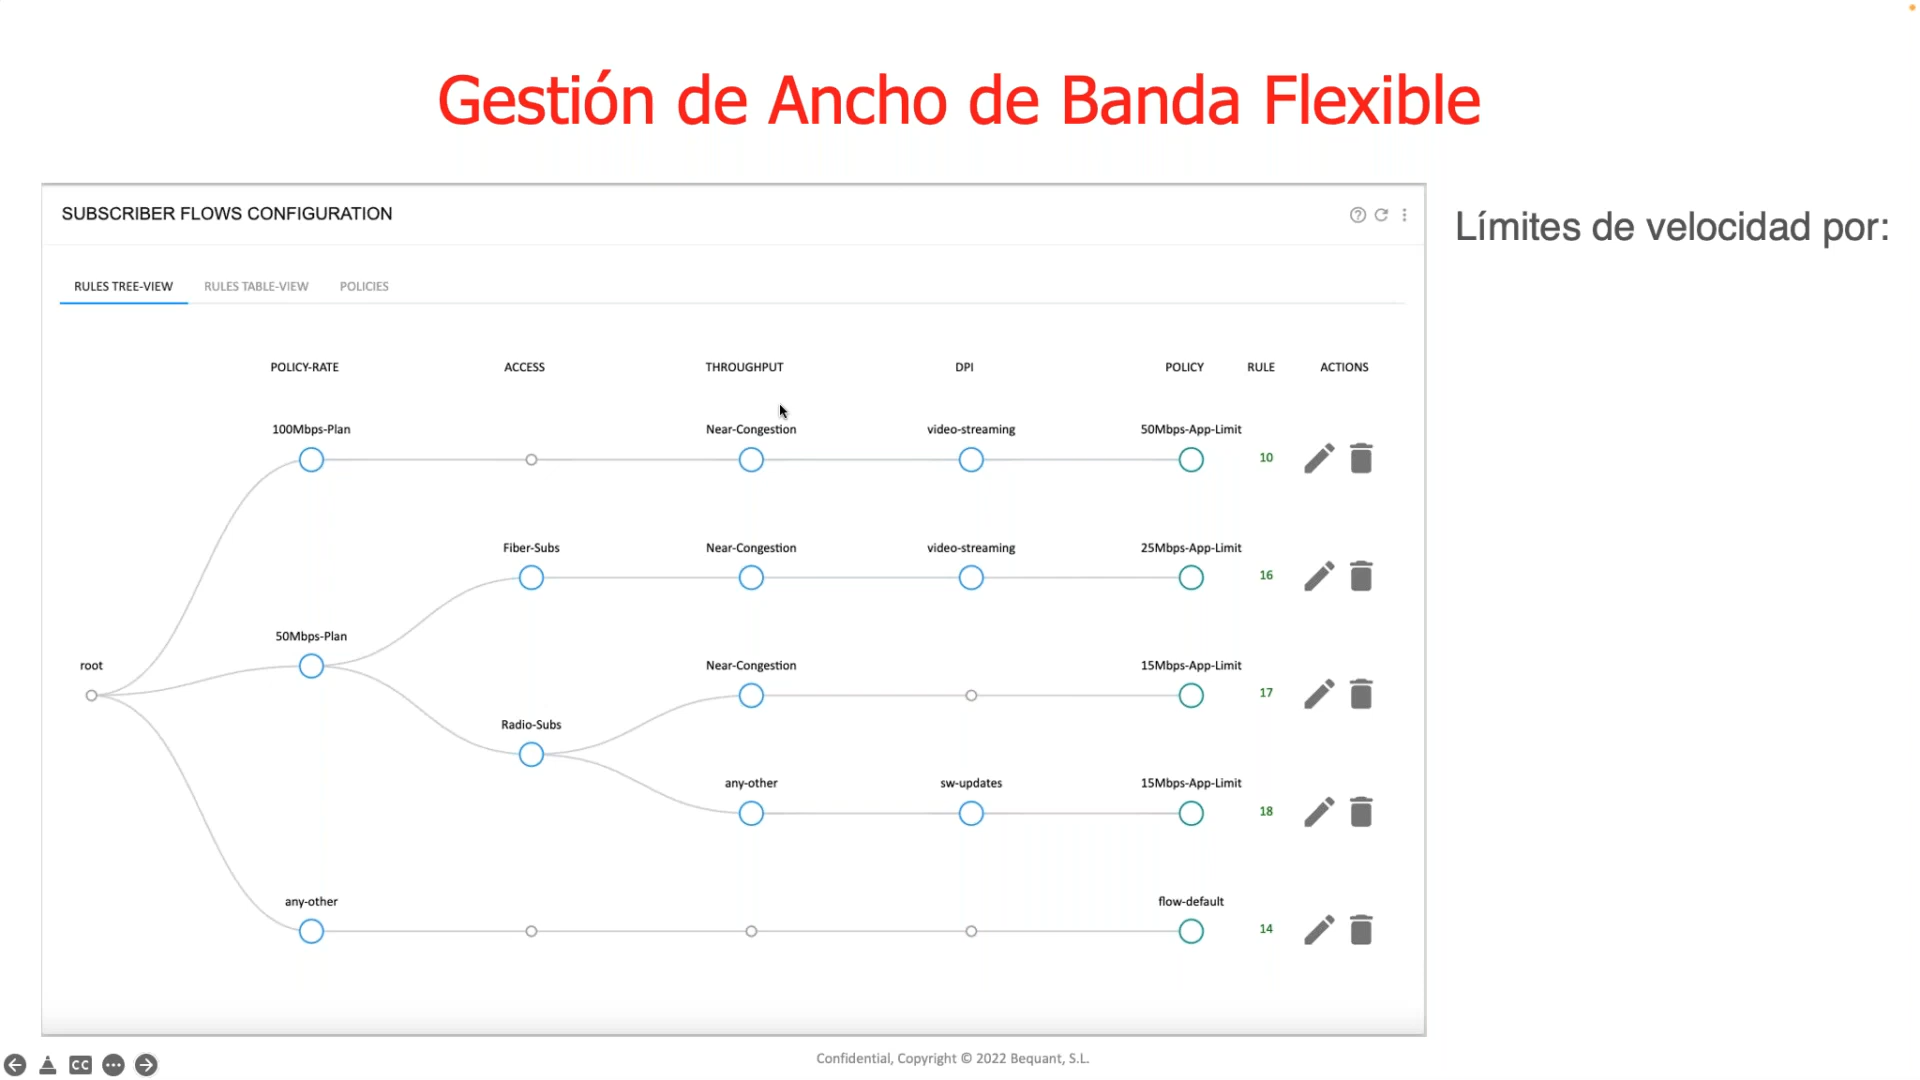 Gestión de Ancho de Banda Flexible
SUBSCRIBER FLOWS CONFIGURATION
Límites de velocidad por:
RULES TREE-VIEW RULES TABLE-VIEW POLICIES
POLICY-RATE ACCESS THROUGHPUT DPI POLICY RULE ACTIONS
100Mbps-Plan Near-Congestion video-streaming 50Mbps-App-Limit
10
Fiber-Subs Near-Congestion video-streaming 25Mbps-App-Limit
16
50Mbps-Plan
root Near-Congestion 15Mbps-App-Limit
17
Radio-Subs
any-other sw-updates 15Mbps-App-Limit
18
any-other flow-default
14
Confidential, Copyright © 2022 Bequant, S.L.
CC